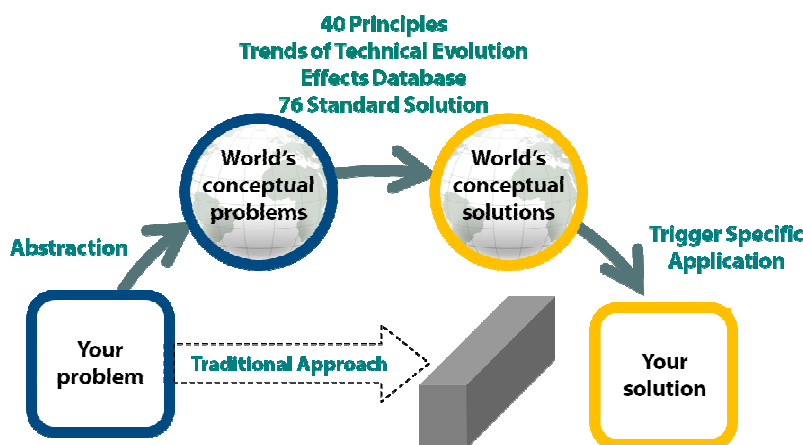 40 Principles
Trends of Technical Evolution
Effects Database
76 Standard Solution
World's
conceptual
problems
World's
conceptual
solutions
Abstraction
Trigger Specific
Application
Your
problem
Traditional Approach
Your
solution